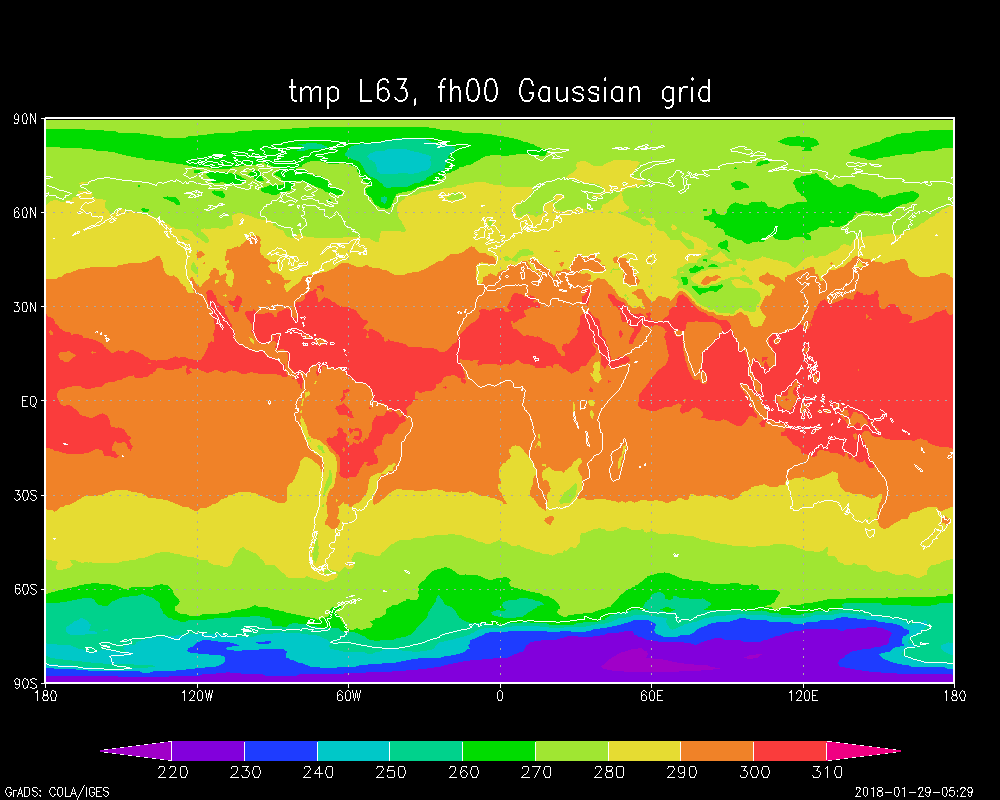 tmp L63, fh00 Gaussian grid
90N
60N
30N
EQ
30S
60S
90S
180 120W 60W 0 60E 120E 180
220 230 240 250 260 270 280 290 300 310
GrADS: COLA/IGES 2018-01-29-05:29